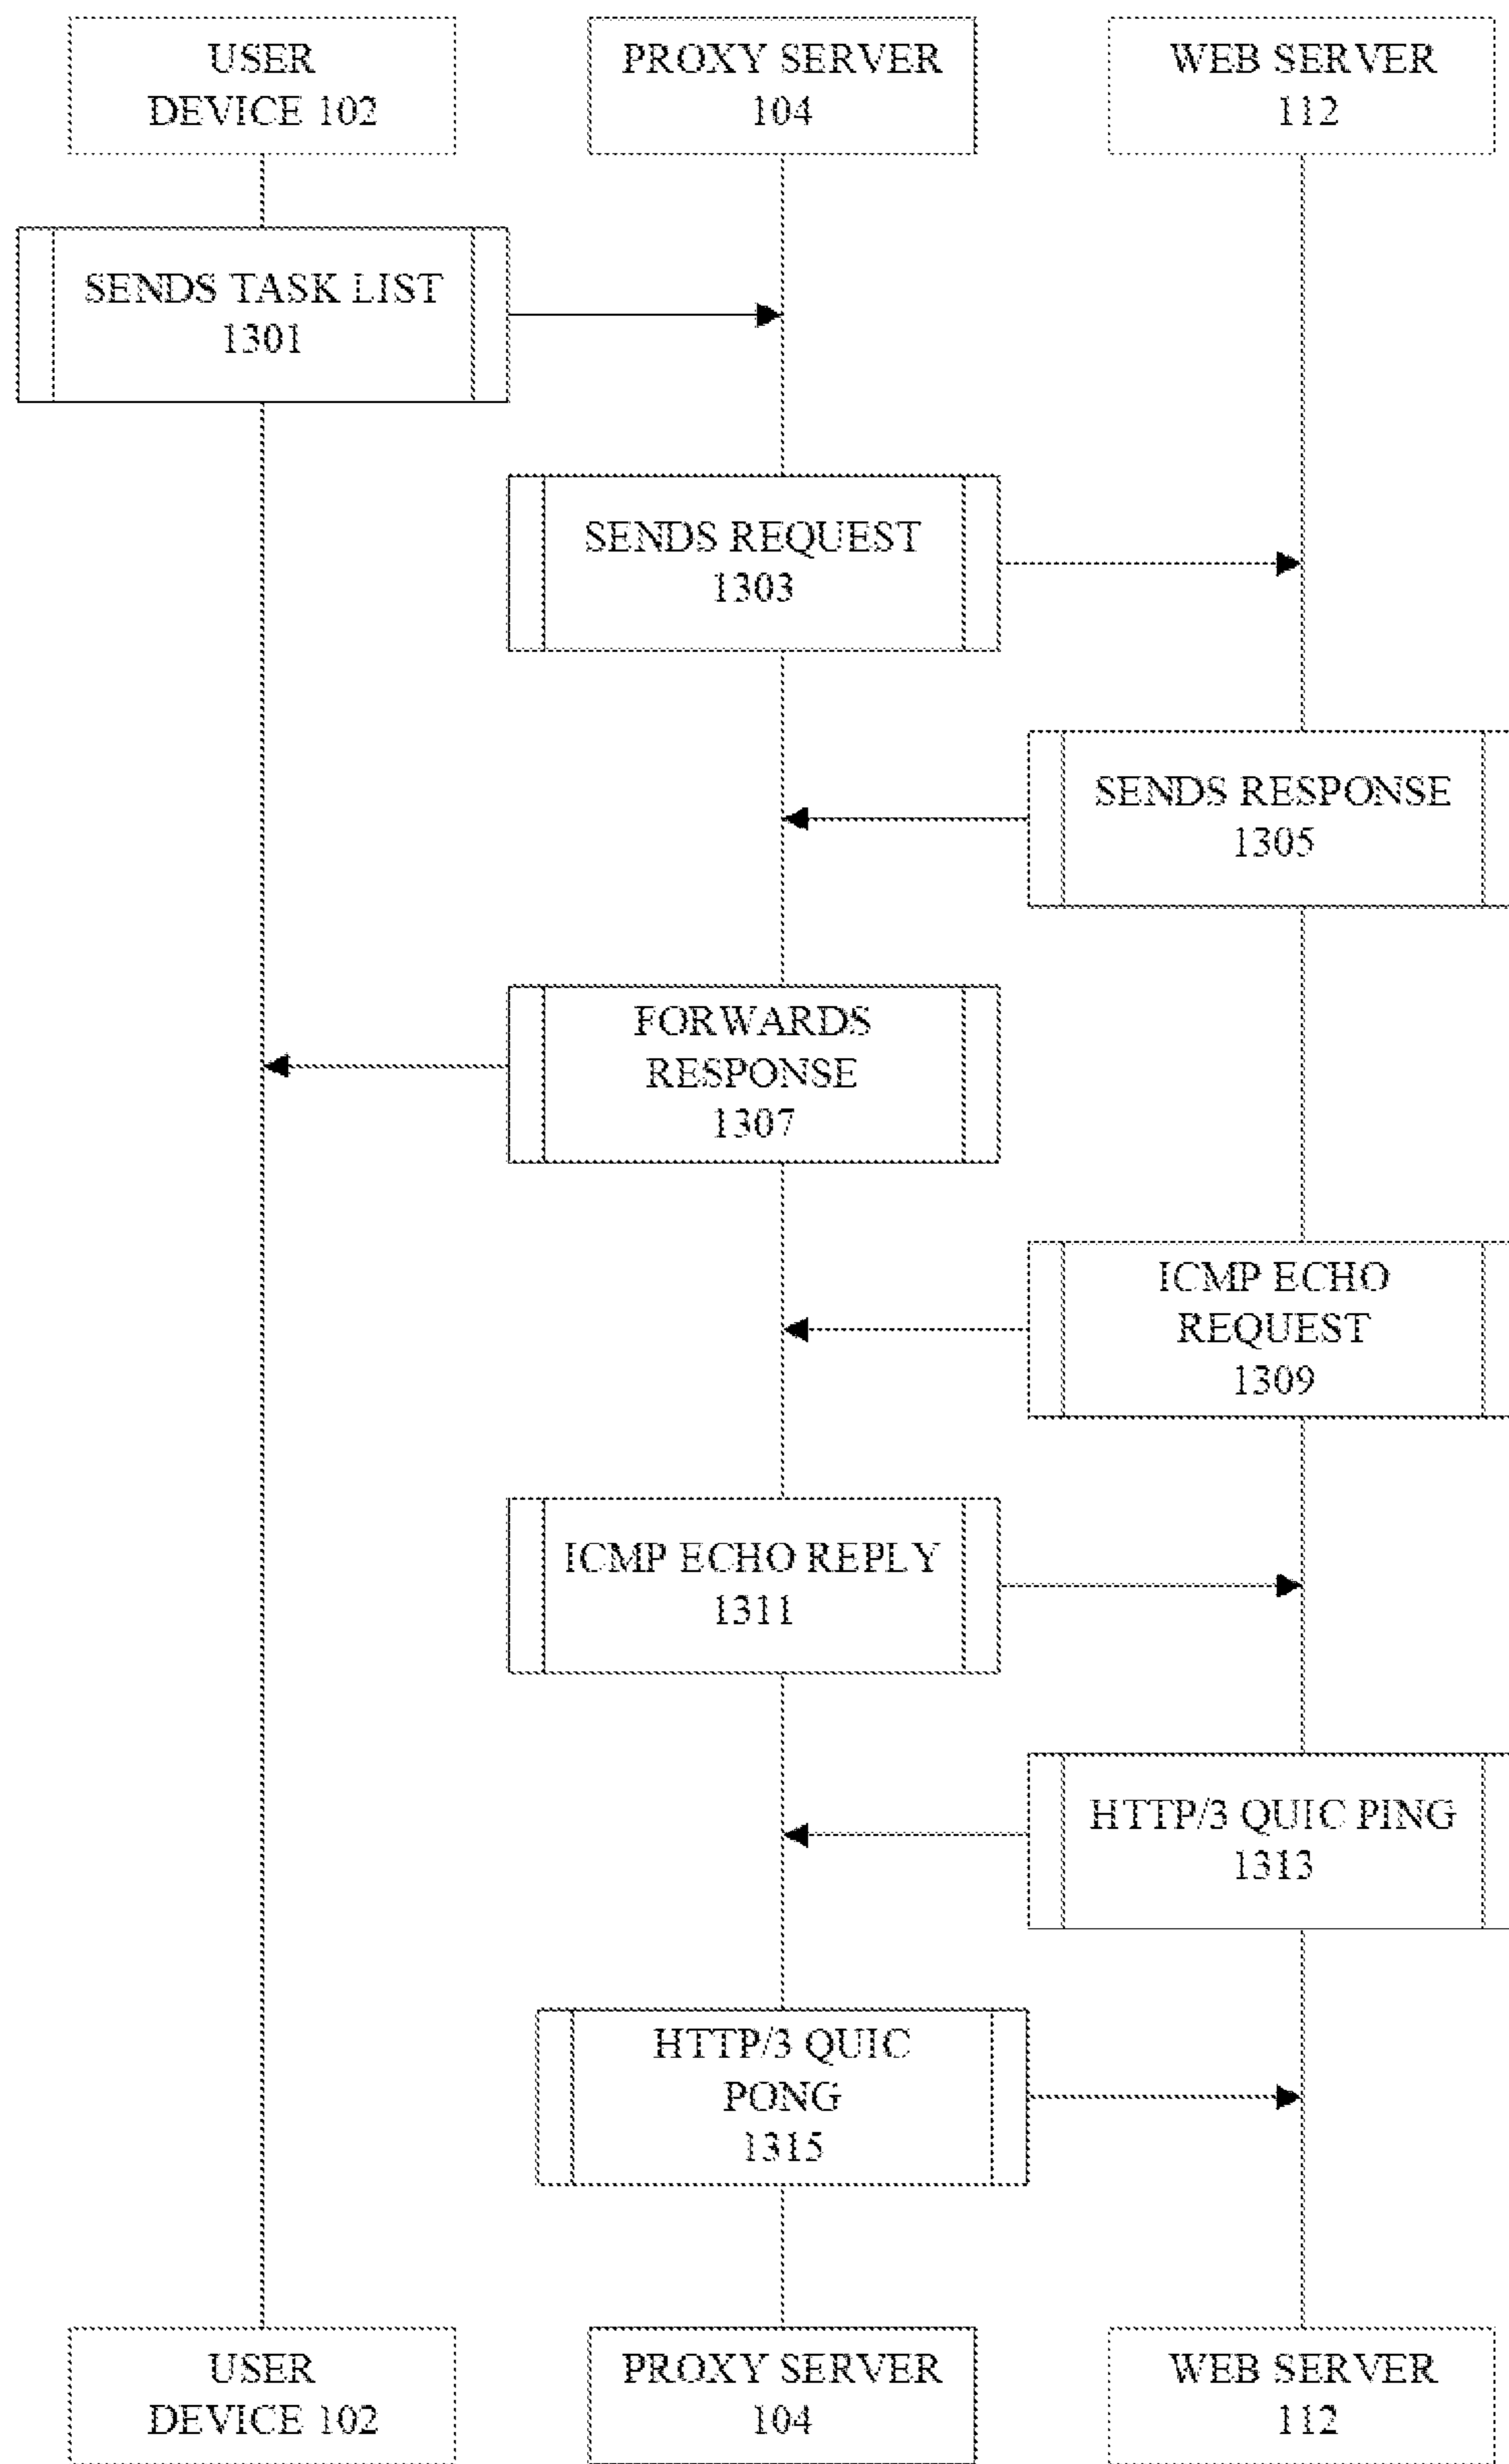 USER
DEVICE 102
PROXY SERVER
104
WEB SERVER
112
SENDS TASK LIST
1301
SENDS REQUEST
1303
SENDS RESPONSE
1305
FORWARDS
RESPONSE
1307
ICMP ECHO
REQUEST
1309
ICMP ECHO REPLY
1311
HTTP/3 QUIC PING
1313
HTTP/3 QUIC
PONG
1315
USER
DEVICE 102
PROXY SERVER
104
WEB SERVER
112